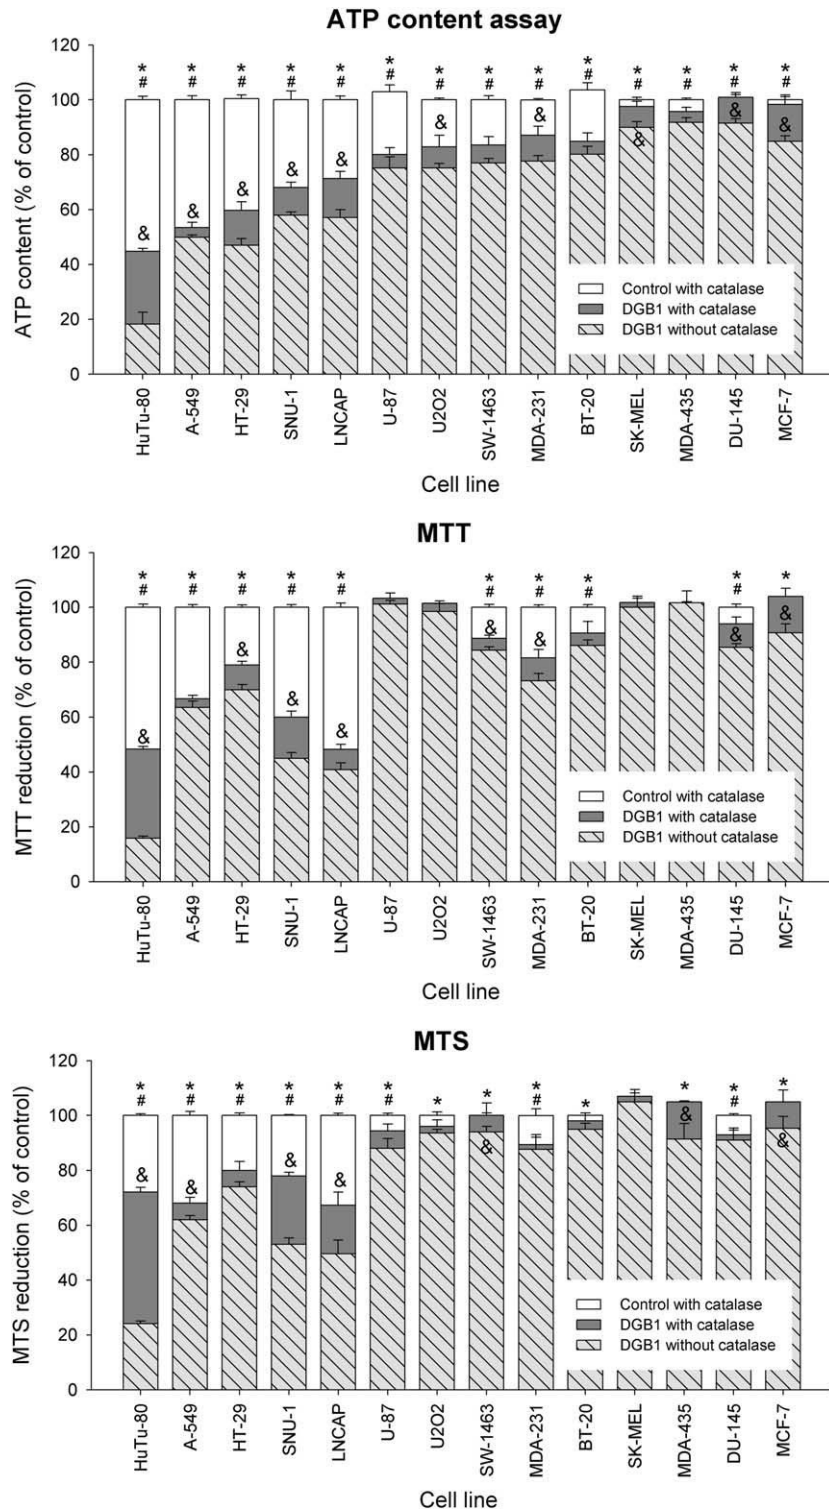 ATP content assay
ATP content (% of control)
120
100
80
60
40
20
0
* * * * * * * * * * * * * *
# # # # # # # # # # # # # #
& & & & & & & & & &
Control with catalase
DGB1 with catalase
DGB1 without catalase
HuTu-80
A-549
HT-29
SNU-1
LNCAP
U-87
U2O2
SW-1463
MDA-231
BT-20
SK-MEL
MDA-435
DU-145
MCF-7
Cell line
MTT
MTT reduction (% of control)
120
100
80
60
40
20
0
* * * * * * * * * *
# # # # # # # # #
& & & & & & & &
Control with catalase
DGB1 with catalase
DGB1 without catalase
HuTu-80
A-549
HT-29
SNU-1
LNCAP
U-87
U2O2
SW-1463
MDA-231
BT-20
SK-MEL
MDA-435
DU-145
MCF-7
Cell line
MTS
MTS reduction (% of control)
120
100
80
60
40
20
0
* * * * * * * * * * * * *
# # # # # # # #
& & & & & & &
Control with catalase
DGB1 with catalase
DGB1 without catalase
HuTu-80
A-549
HT-29
SNU-1
LNCAP
U-87
U2O2
SW-1463
MDA-231
BT-20
SK-MEL
MDA-435
DU-145
MCF-7
Cell line